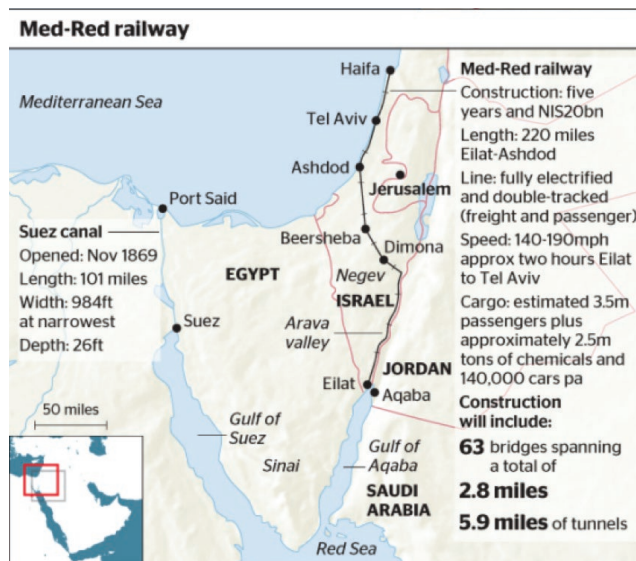 Med-Red railway
Mediterranean Sea
Haifa
Tel Aviv
Ashdod
Jerusalem
Port Said
Beersheba
Dimona
EGYPT
Negev
ISRAEL
Suez
Arava
valley
JORDAN
Eilat
Aqaba
Gulf of
Suez
Sinai
Gulf of
Aqaba
SAUDI
ARABIA
Red Sea
50 miles
Suez canal
Opened: Nov 1869
Length: 101 miles
Width: 984ft
at narrowest
Depth: 26ft
Med-Red railway
Construction: five
years and NIS20bn
Length: 220 miles
Eilat-Ashdod
Line: fully electrified
and double-tracked
(freight and passenger)
Speed: 140-190mph
approx two hours Eilat
to Tel Aviv
Cargo: estimated 3.5m
passengers plus
approximately 2.5m
tons of chemicals and
140,000 cars pa
Construction
will include:
63 bridges spanning
a total of
2.8 miles
5.9 miles of tunnels